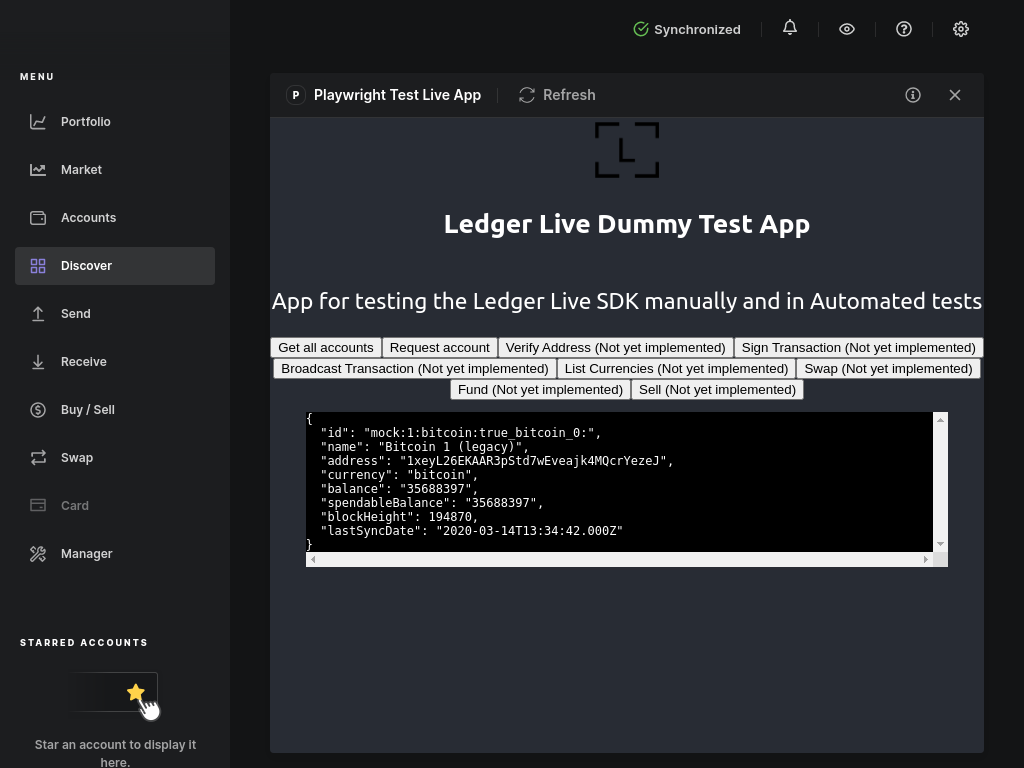 Synchronized
MENU
Portfolio
Market
Accounts
Discover
Send
Receive
Buy / Sell
Swap
Card
Manager
STARRED ACCOUNTS
Star an account to display it
here.
P Playwright Test Live App Refresh
L
Ledger Live Dummy Test App
App for testing the Ledger Live SDK manually and in Automated tests
Get all accounts Request account Verify Address (Not yet implemented) Sign Transaction (Not yet implemented)
Broadcast Transaction (Not yet implemented) List Currencies (Not yet implemented) Swap (Not yet implemented)
Fund (Not yet implemented) Sell (Not yet implemented)
{
  "id": "mock:1:bitcoin:true_bitcoin_0:",
  "name": "Bitcoin 1 (legacy)",
  "address": "1xeyL26EKAAR3pStd7wEveajk4MQcrYezeJ",
  "currency": "bitcoin",
  "balance": "35688397",
  "spendableBalance": "35688397",
  "blockHeight": 194870,
  "lastSyncDate": "2020-03-14T13:34:42.000Z"
}